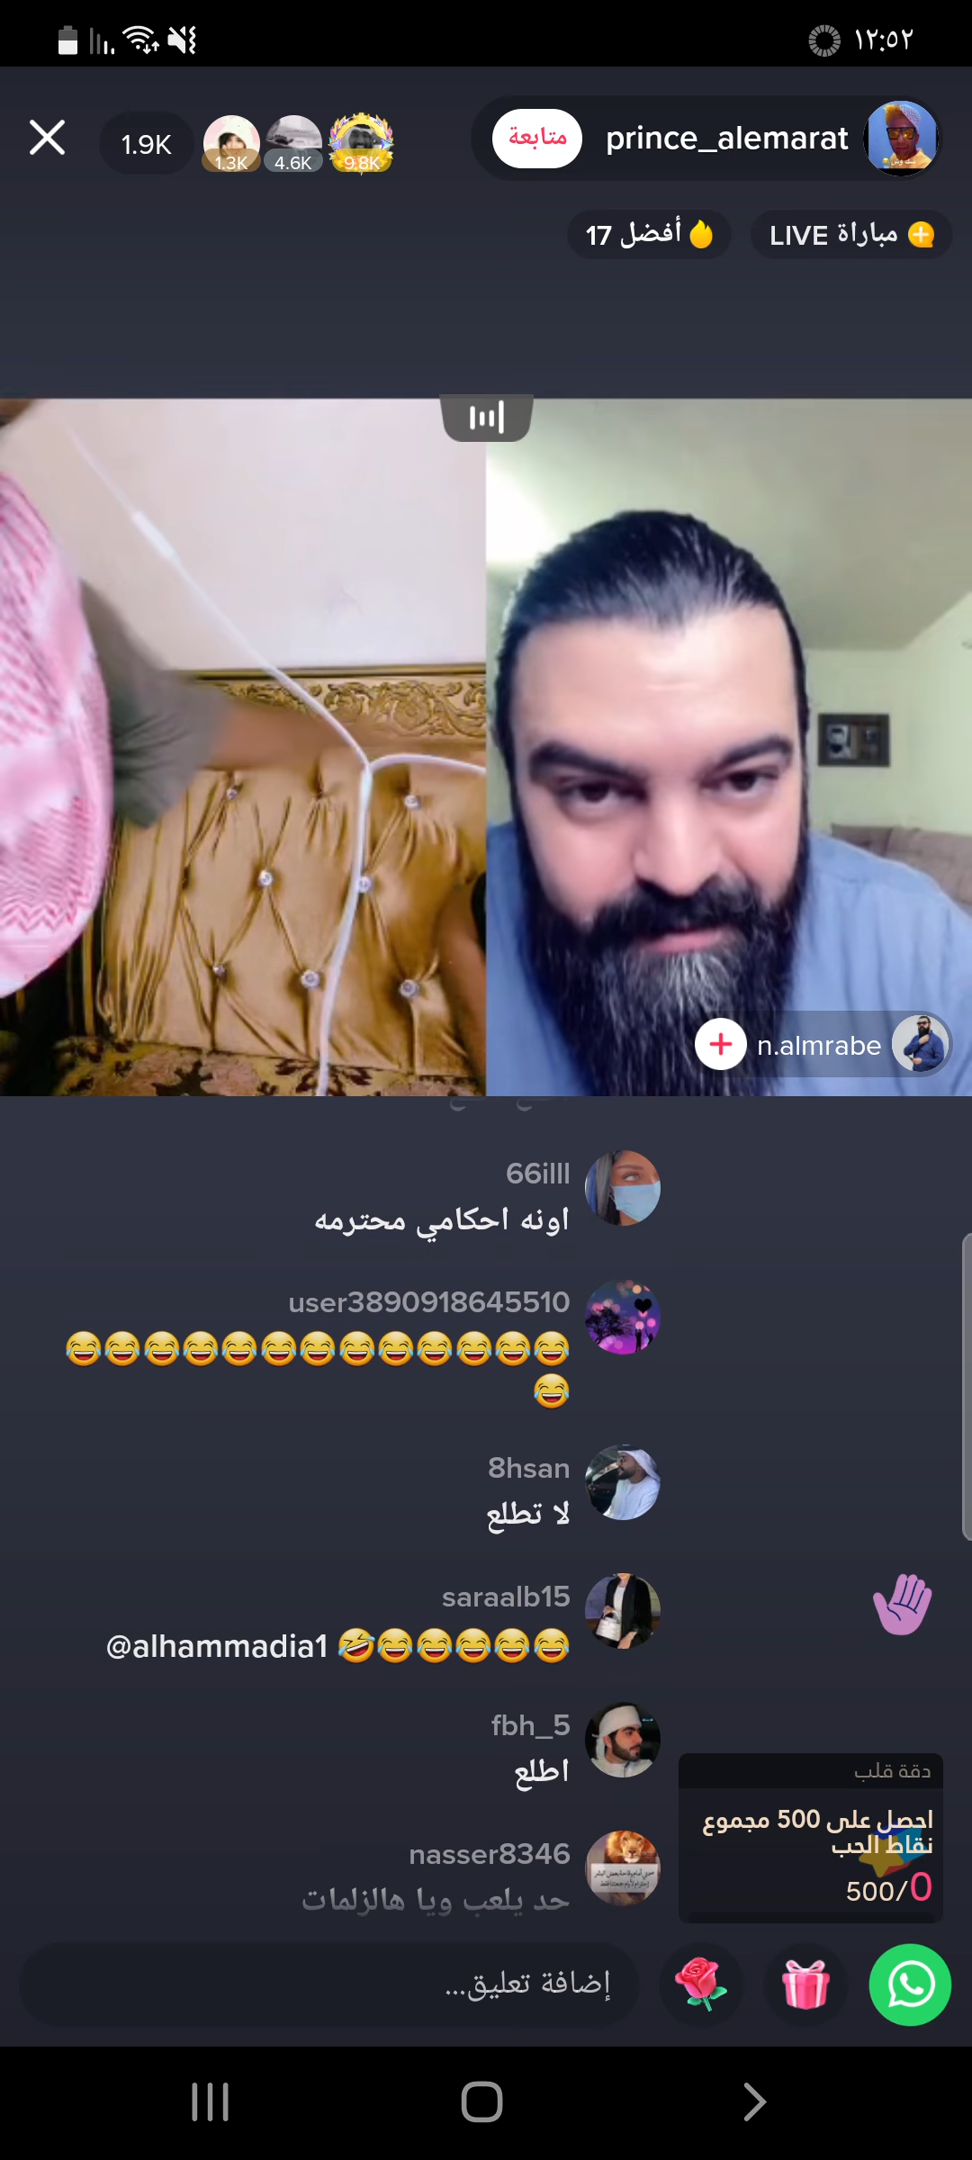 ١٢:٥٢
1.9K
1.3K
4.6K
9.8K
متابعة
prince_alemarat
أفضل 17
مباراة LIVE
n.almrabe
66illl
اونه احكامي محترمه
user3890918645510
😂😂😂😂😂😂😂😂😂😂😂😂😂
😂
8hsan
لا تطلع
saraalb15
😂😂😂😂😂🤣 @alhammadia1
fbh_5
اطلع
nasser8346
حد يلعب ويا هالزلمات
دقة قلب
احصل على 500 مجموع
نقاط الحب
0/500
إضافة تعليق...